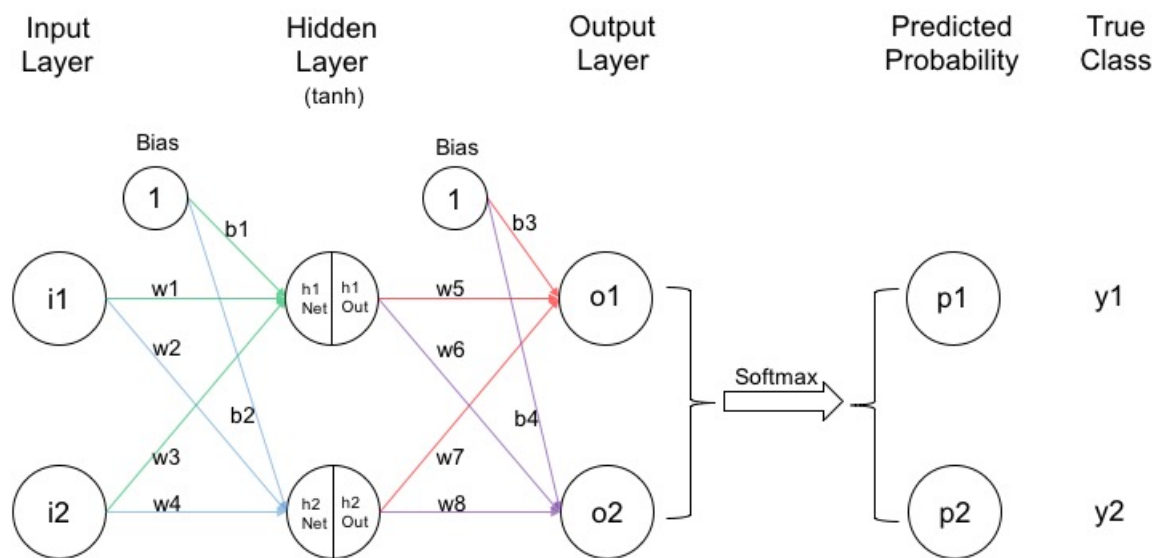 Input
Layer
Hidden
Layer
(tanh)
Output
Layer
Predicted
Probability
True
Class
Bias
1
Bias
1
b1
b3
i1
w1
h1
Net
h1
Out
w5
o1
p1
y1
w2
w6
Softmax
b2
b4
w3
w7
i2
w4
h2
Net
h2
Out
w8
o2
p2
y2